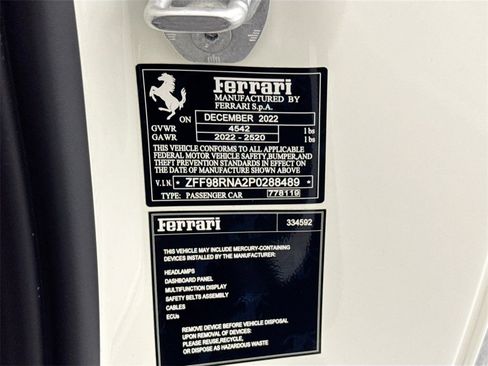 Ferrari
MANUFACTURED BY
FERRARI S.p.A.
ON DECEMBER 2022
GVWR 4542 lbs
GAWR 2022 - 2520 lbs
THIS VEHICLE CONFORMS TO ALL APPLICABLE
FEDERAL MOTOR VEHICLE SAFETY, BUMPER, AND
THEFT PREVENTION STANDARDS IN EFFECT ON
THE DATE OF MANUFACTURE SHOWN ABOVE
V.I.N. * ZFF98RNA2P0288489 *
TYPE: PASSENGER CAR 778119
Ferrari 334592
THIS VEHICLE MAY INCLUDE MERCURY-CONTAINING
DEVICES INSTALLED BY THE MANUFACTURER:
HEADLAMPS
DASHBOARD PANEL
MULTIFUNCTION DISPLAY
SAFETY BELTS ASSEMBLY
CABLES
ECUs
REMOVE DEVICE BEFORE VEHICLE DISPOSAL
UPON REMOVAL OF DEVICES:
PLEASE REUSE,RECYCLE,
OR DISPOSE AS HAZARDOUS WASTE